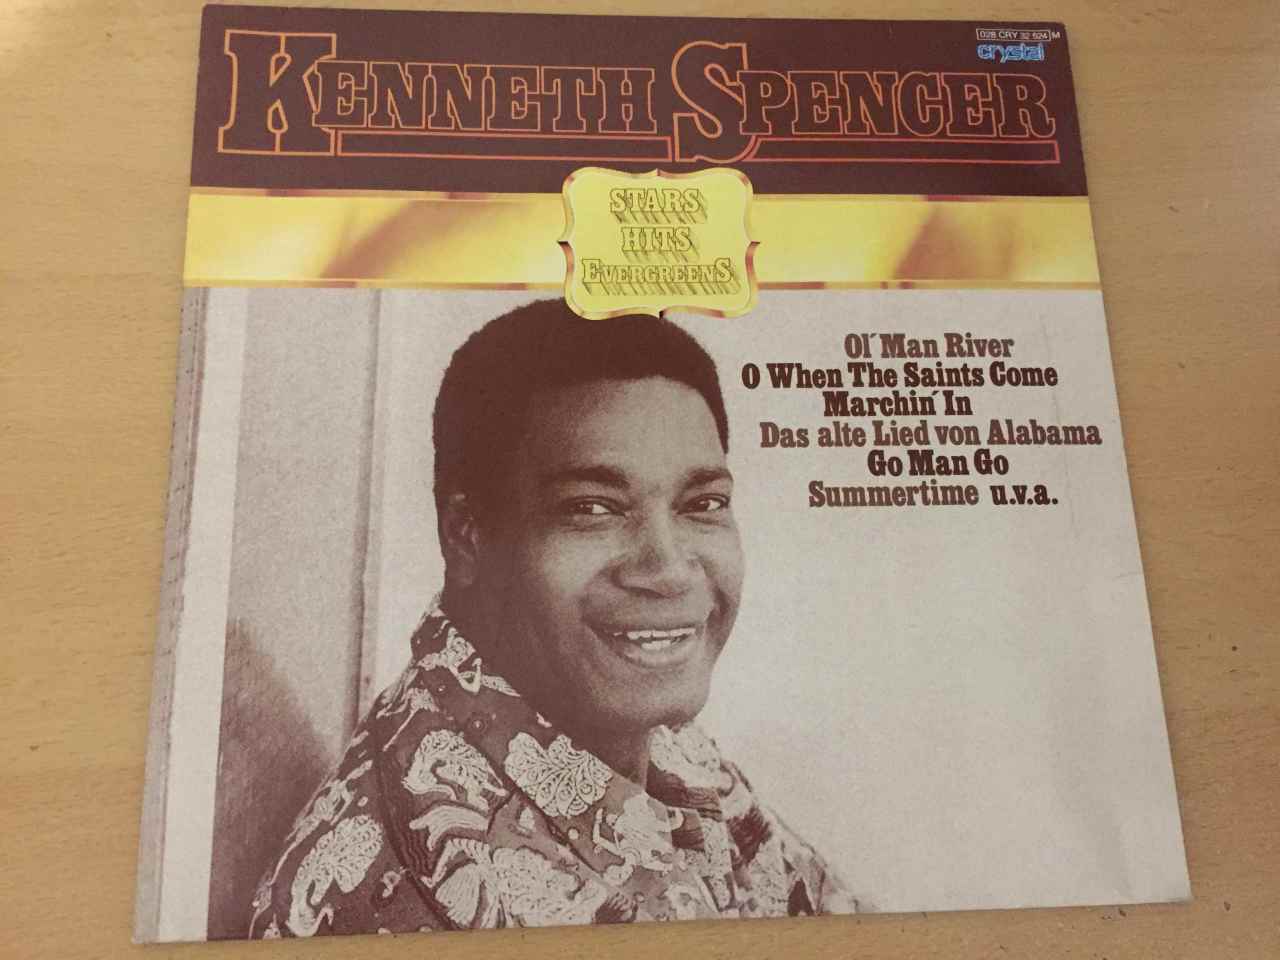 028 CRY 32 524 M
crystal
KENNETH SPENCER
STARS
HITS
EVERGREENS
Ol´ Man River
O When The Saints Come
Marchin´ In
Das alte Lied von Alabama
Go Man Go
Summertime u.v.a.